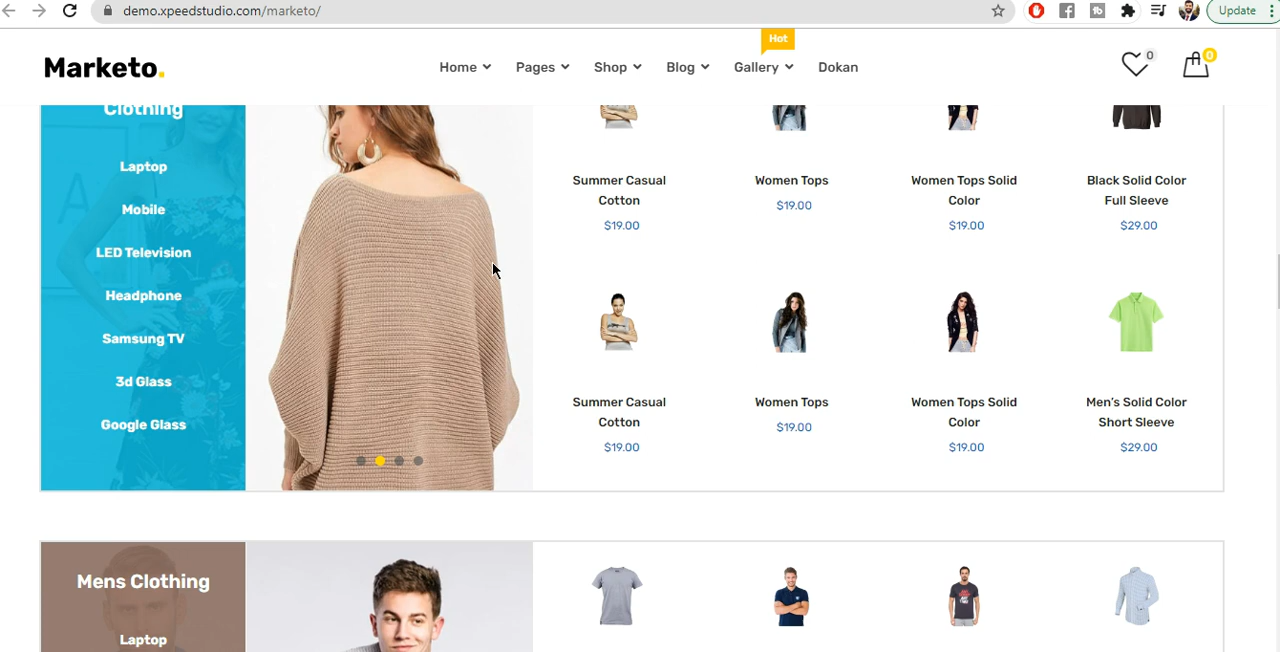 demo.xpeedstudio.com/marketo/
Update
Hot
Marketo.
Home
Pages
Shop
Blog
Gallery
Dokan
0
0
Clothing
Laptop
Mobile
LED Television
Headphone
Samsung TV
3d Glass
Google Glass
Summer Casual
Cotton
$19.00
Women Tops
$19.00
Women Tops Solid
Color
$19.00
Black Solid Color
Full Sleeve
$29.00
Summer Casual
Cotton
$19.00
Women Tops
$19.00
Women Tops Solid
Color
$19.00
Men's Solid Color
Short Sleeve
$29.00
Mens Clothing
Laptop